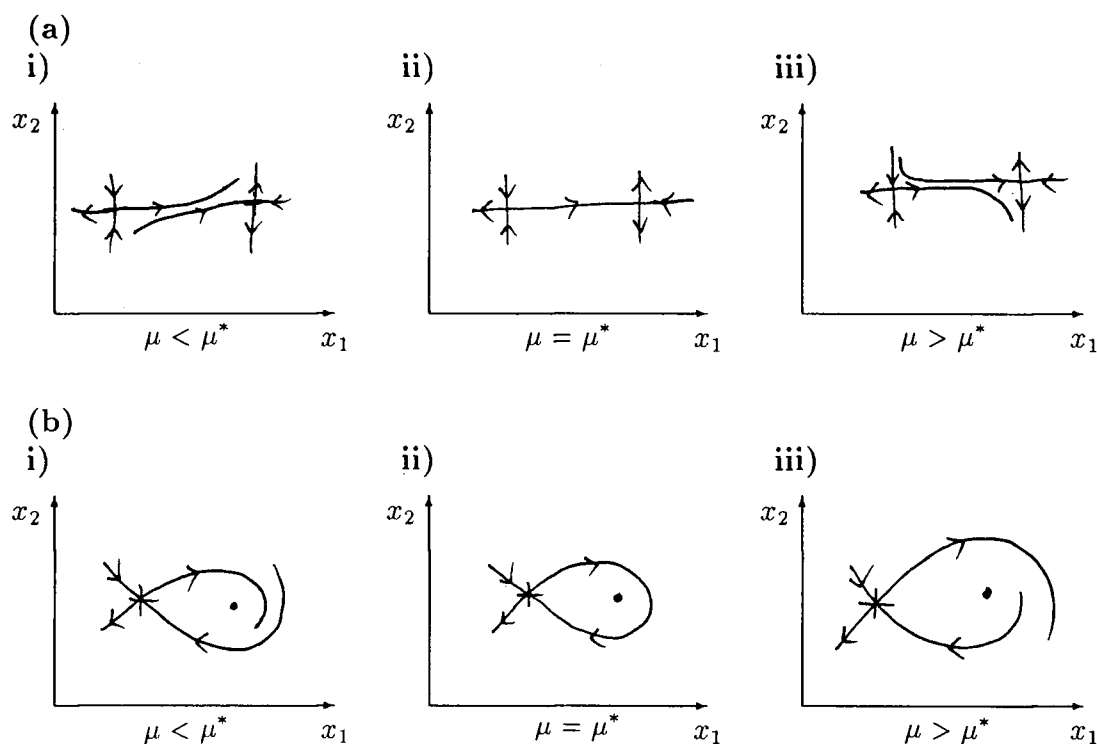 (a)
i) ii) iii)
x₂ x₂ x₂
μ < μ* x₁ μ = μ* x₁ μ > μ* x₁
(b)
i) ii) iii)
x₂ x₂ x₂
μ < μ* x₁ μ = μ* x₁ μ > μ* x₁